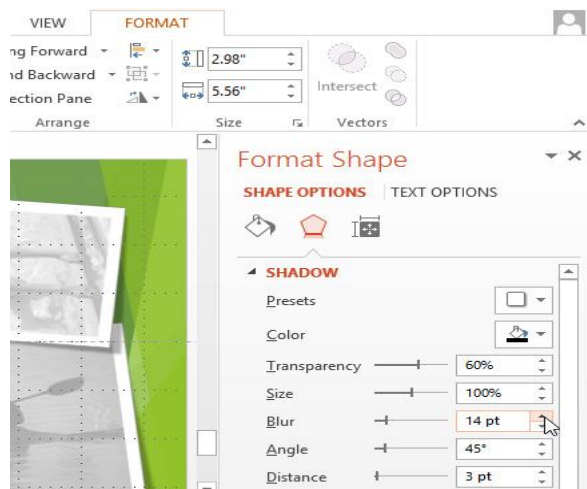 VIEW FORMAT
ng Forward
nd Backward
ection Pane
Arrange
2.98"
5.56"
Size
Intersect
Vectors
Format Shape
SHAPE OPTIONS TEXT OPTIONS
SHADOW
Presets
Color
Transparency 60%
Size 100%
Blur 14 pt
Angle 45°
Distance 3 pt